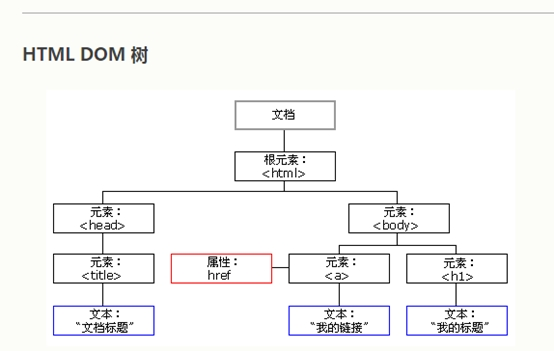 HTML DOM 树
文档
根元素：
<html>
元素：
<head>
元素：
<body>
元素：
<title>
属性：
href
元素：
<a>
元素：
<h1>
文本：
“文档标题”
文本：
“我的链接”
文本：
“我的标题”